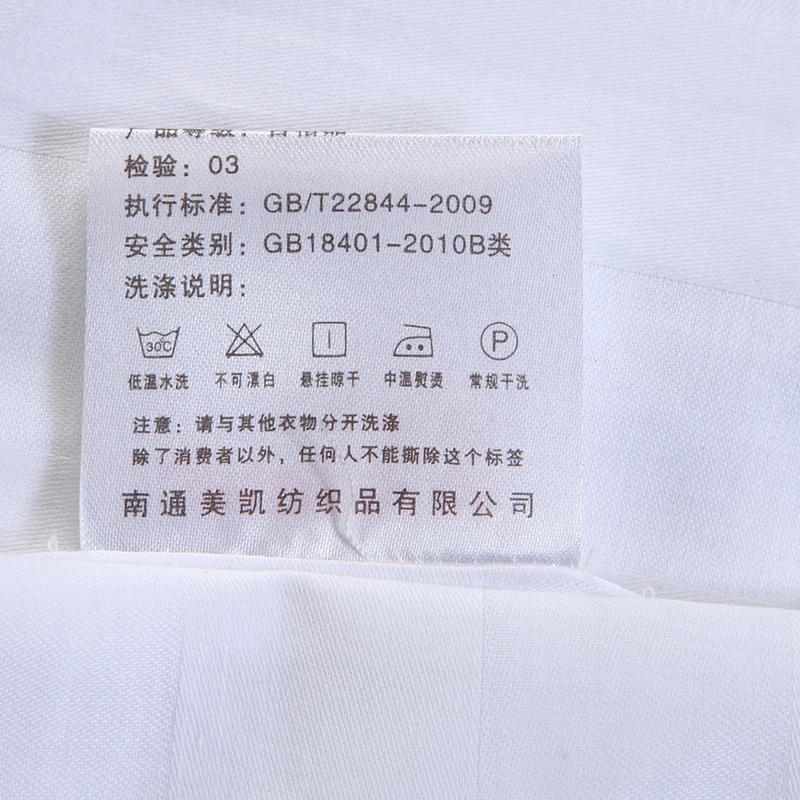 检验：03
执行标准：GB/T22844-2009
安全类别：GB18401-2010B类
洗涤说明：
30℃ P
低温水洗 不可漂白 悬挂晾干 中温熨烫 常规干洗
注意：请与其他衣物分开洗涤
除了消费者以外，任何人不能撕除这个标签
南通美凯纺织品有限公司